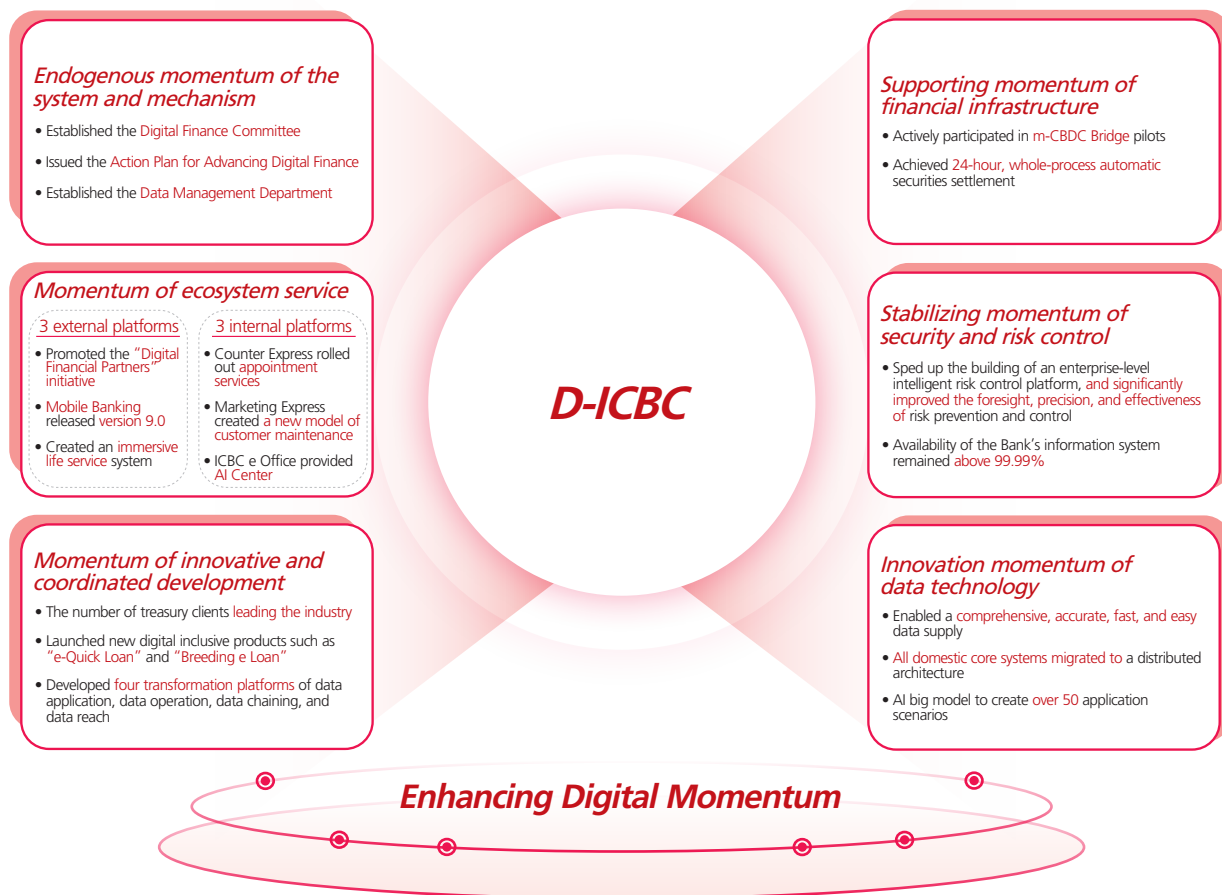 Endogenous momentum of the
system and mechanism
• Established the Digital Finance Committee
• Issued the Action Plan for Advancing Digital Finance
• Established the Data Management Department
Momentum of ecosystem service
3 external platforms
• Promoted the “Digital
Financial Partners”
initiative
• Mobile Banking
released version 9.0
• Created an immersive
life service system
3 internal platforms
• Counter Express rolled
out appointment
services
• Marketing Express
created a new model of
customer maintenance
• ICBC e Office provided
AI Center
Momentum of innovative and
coordinated development
• The number of treasury clients leading the industry
• Launched new digital inclusive products such as
“e-Quick Loan” and “Breeding e Loan”
• Developed four transformation platforms of data
application, data operation, data chaining, and
data reach
D-ICBC
Supporting momentum of
financial infrastructure
• Actively participated in m-CBDC Bridge pilots
• Achieved 24-hour, whole-process automatic
securities settlement
Stabilizing momentum of
security and risk control
• Sped up the building of an enterprise-level
intelligent risk control platform, and significantly
improved the foresight, precision, and effectiveness
of risk prevention and control
• Availability of the Bank’s information system
remained above 99.99%
Innovation momentum of
data technology
• Enabled a comprehensive, accurate, fast, and easy
data supply
• All domestic core systems migrated to a distributed
architecture
• AI big model to create over 50 application
scenarios
Enhancing Digital Momentum